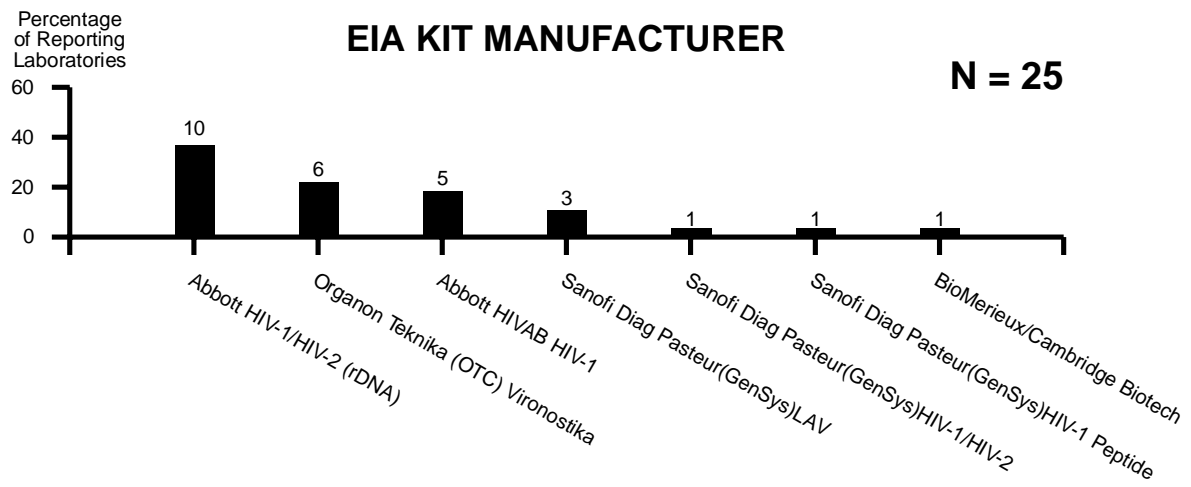 Percentage
of Reporting
Laboratories
EIA KIT MANUFACTURER
N = 25
60
40
20
0
10
6
5
3
1
1
1
Abbott HIV-1/HIV-2 (rDNA)
Organon Teknika (OTC) Vironostika
Abbott HIVAB HIV-1
Sanofi Diag Pasteur(GenSys)LAV
Sanofi Diag Pasteur(GenSys)HIV-1/HIV-2
Sanofi Diag Pasteur(GenSys)HIV-1 Peptide
BioMerieux/Cambridge Biotech